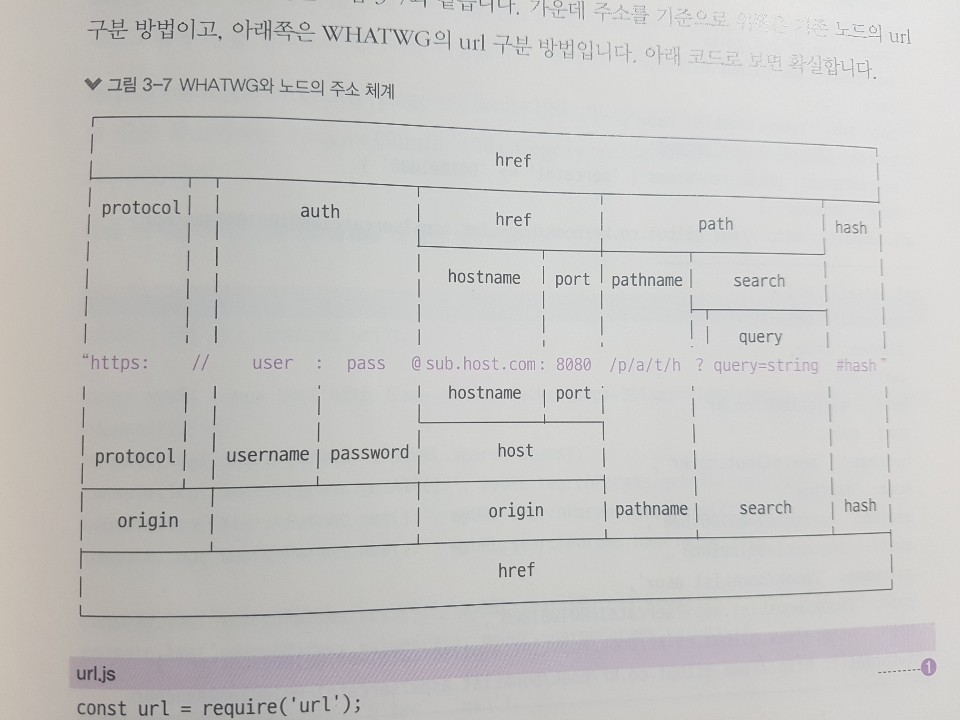 같습니다. 가운데 주소를 기준으로 위쪽은 기존 노드의 url
구분 방법이고, 아래쪽은 WHATWG의 url 구분 방법입니다. 아래 코드로 보면 확실합니다.
그림 3-7 WHATWG와 노드의 주소 체계
href
protocol auth href path hash
hostname port pathname search
query
“https: // user : pass @ sub.host.com : 8080 /p/a/t/h ? query=string #hash”
hostname port
protocol username password host
origin origin pathname search hash
href
url.js 1
const url = require('url');